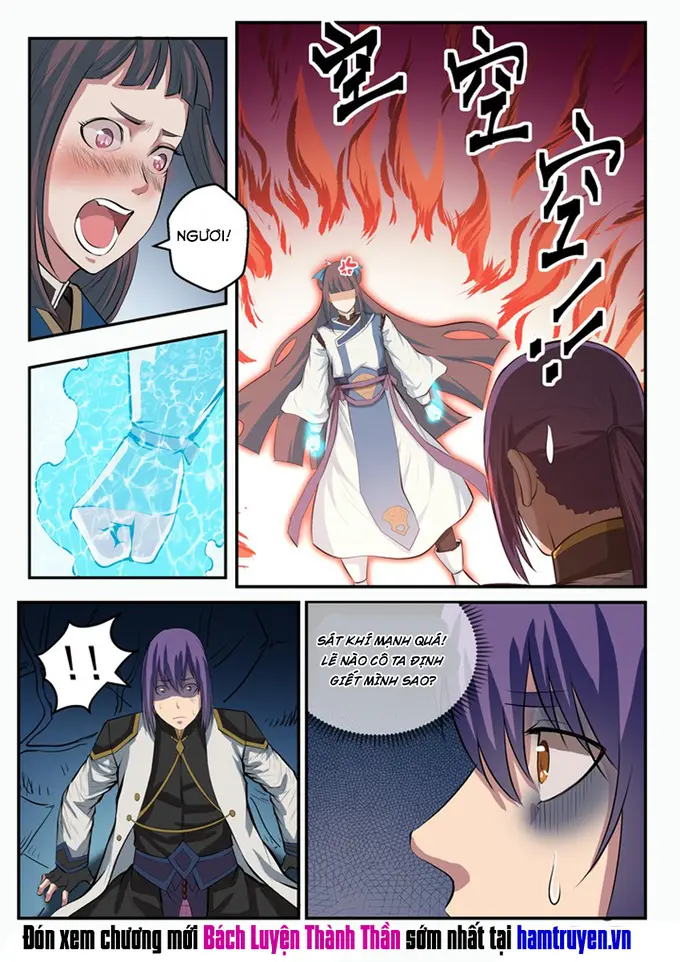 NGƯƠI!
空
空
空
!!
!!
SÁT KHÍ MẠNH QUÁ!
LẼ NÀO CÔ TA ĐỊNH
GIẾT MÌNH SAO?
Đón xem chương mới Bách Luyện Thành Thần sớm nhất tại hamtruyen.vn